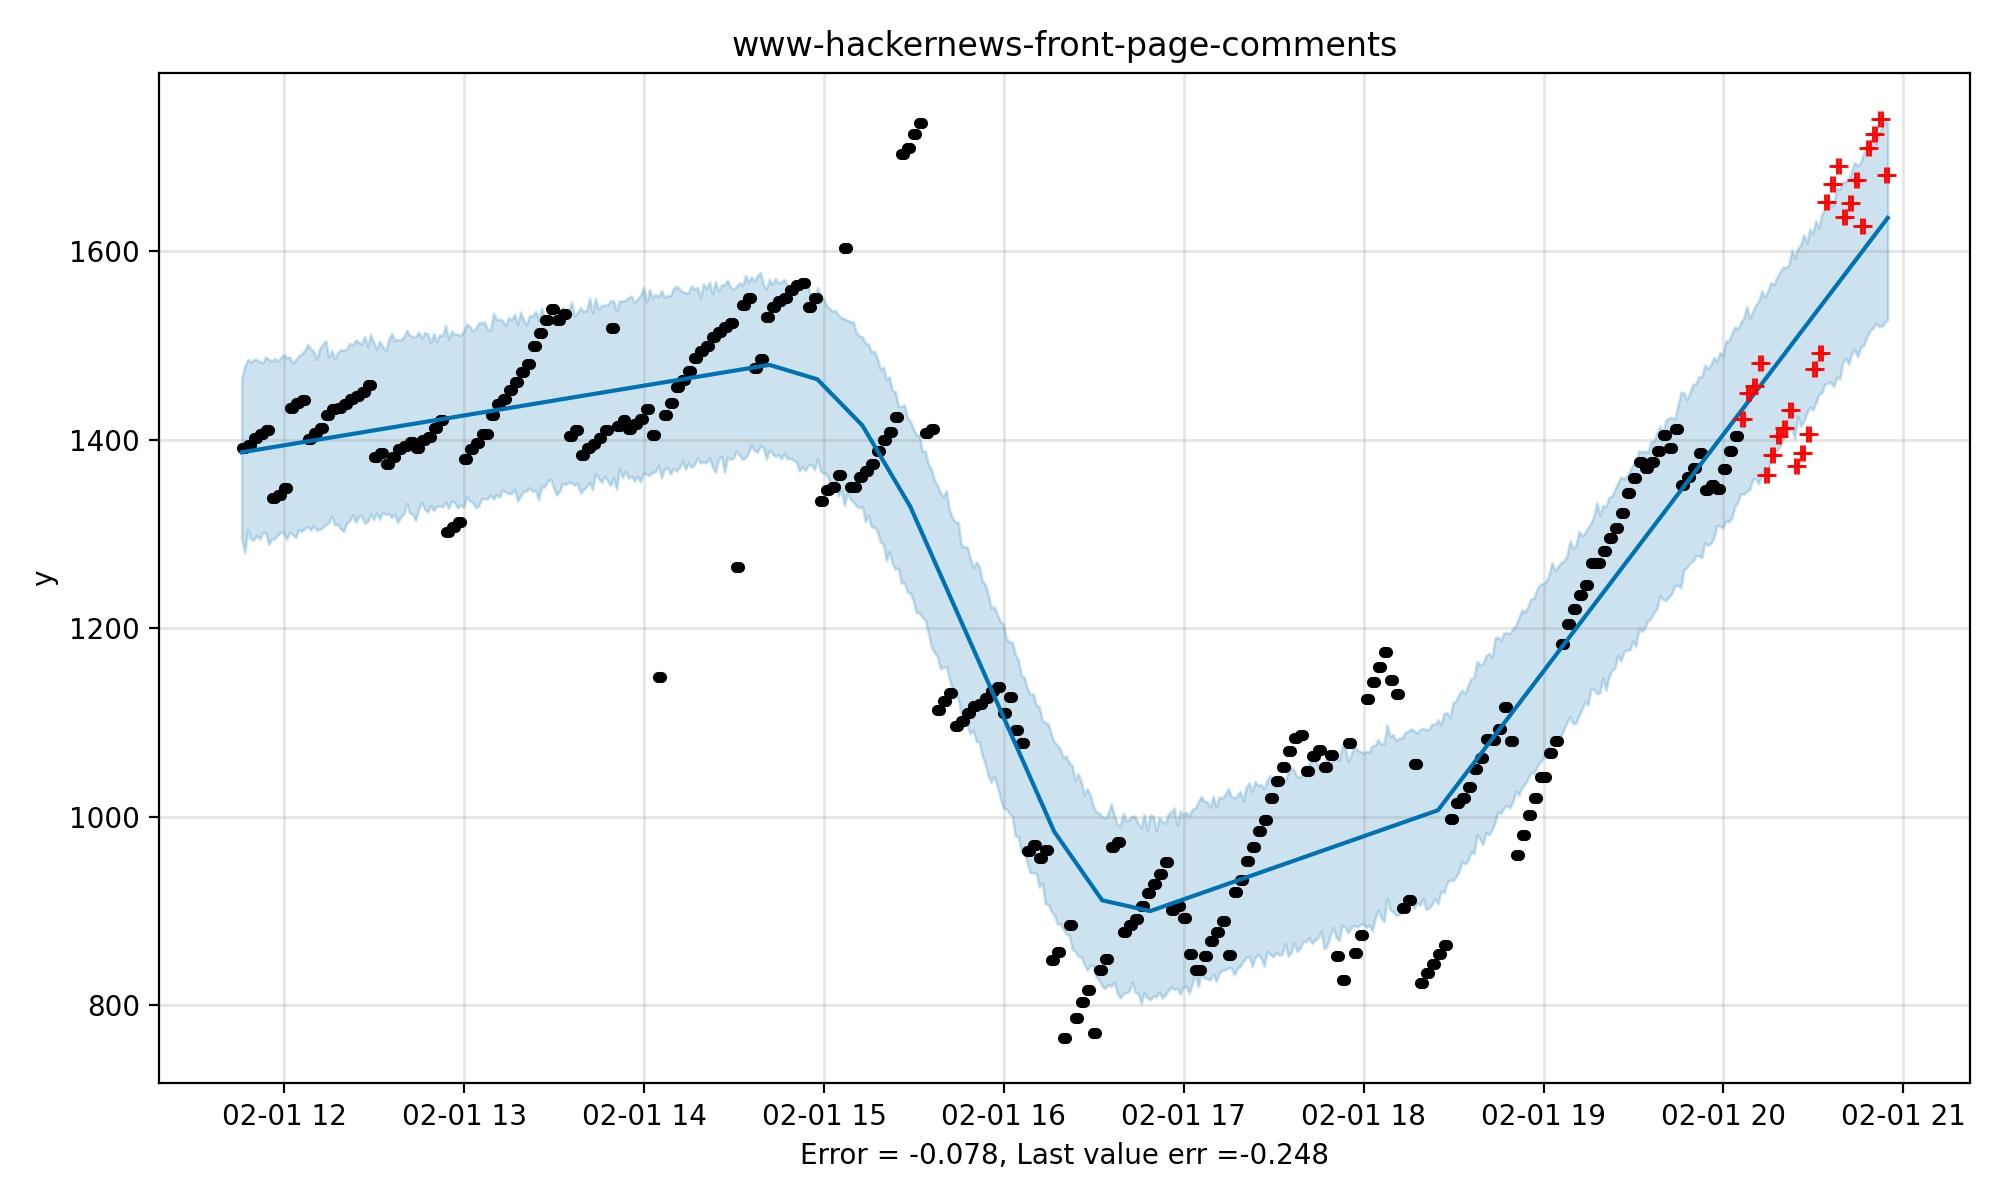 www-hackernews-front-page-comments
1600
1400
1200
1000
800
y
02-01 12 02-01 13 02-01 14 02-01 15 02-01 16 02-01 17 02-01 18 02-01 19 02-01 20 02-01 21
Error = -0.078, Last value err =-0.248